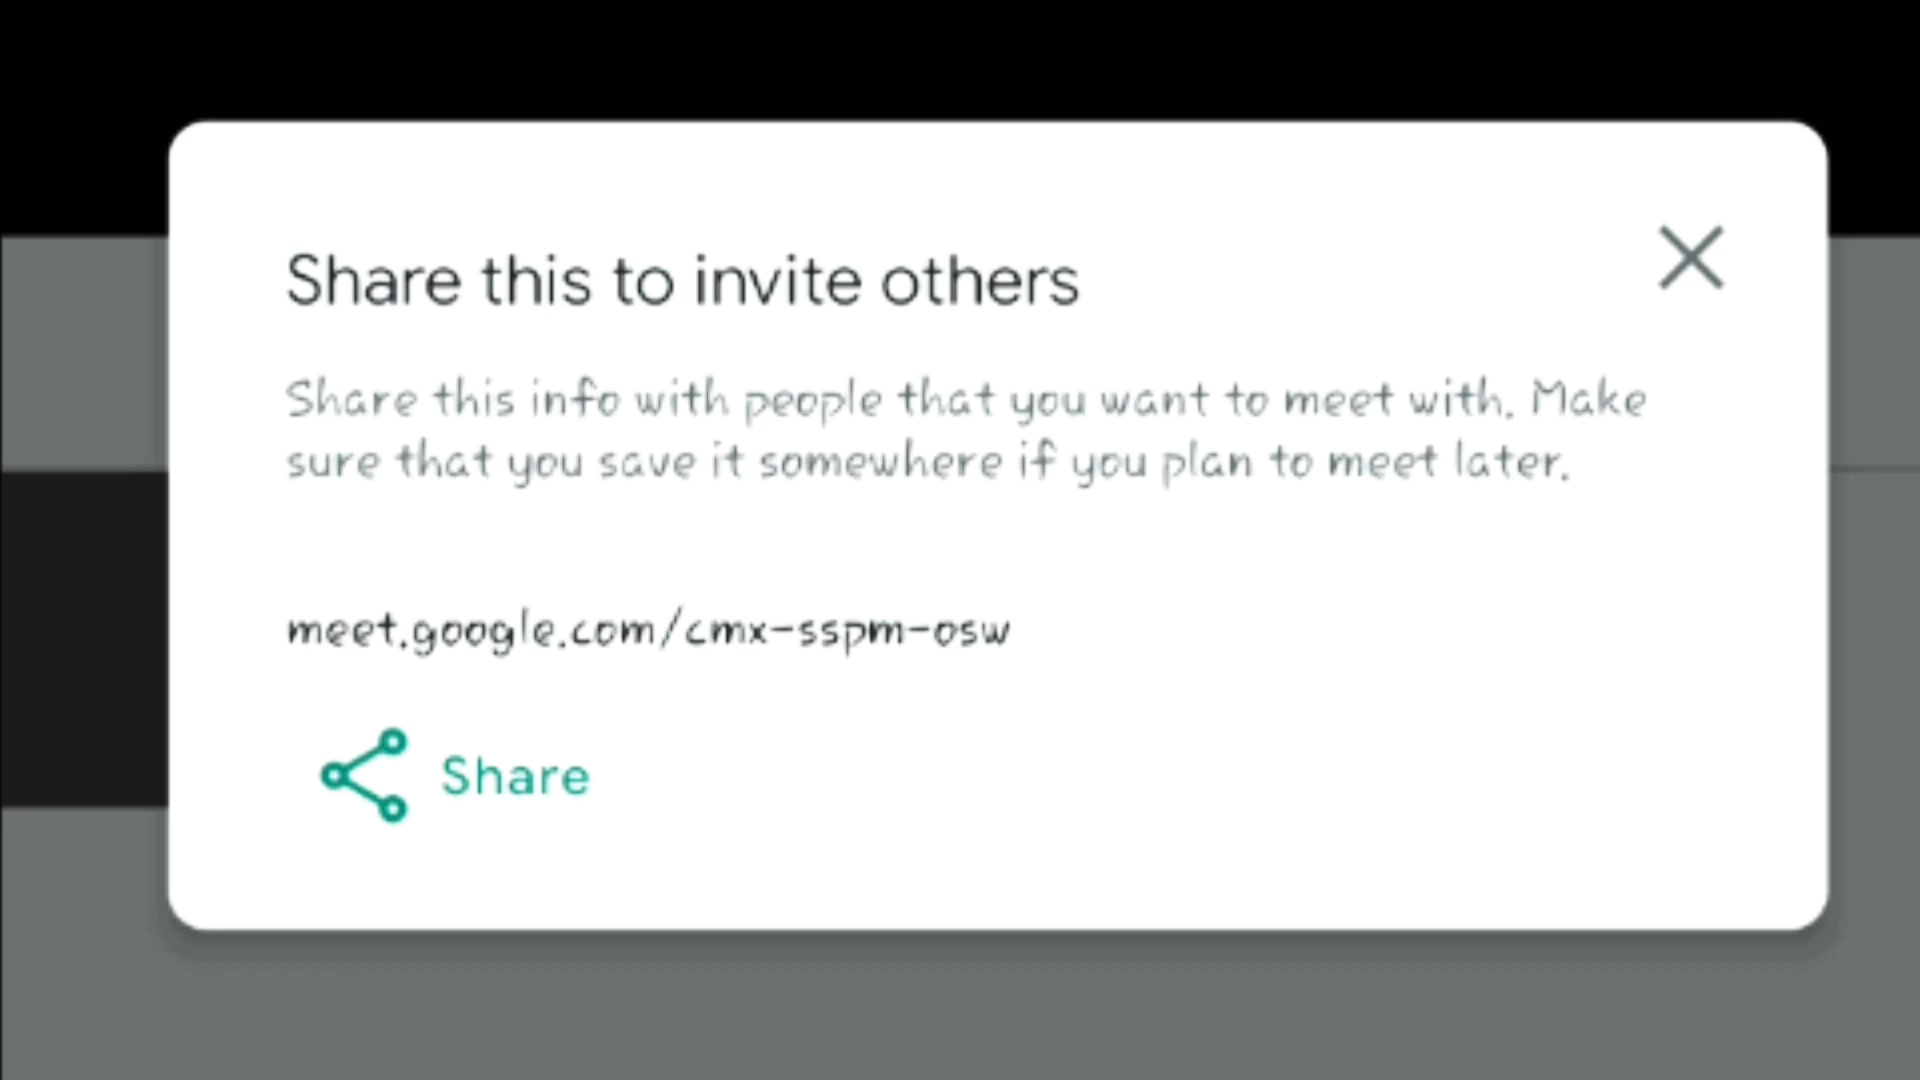 Share this to invite others
Share this info with people that you want to meet with. Make
sure that you save it somewhere if you plan to meet later.
meet.google.com/cmx-sspm-osw
Share